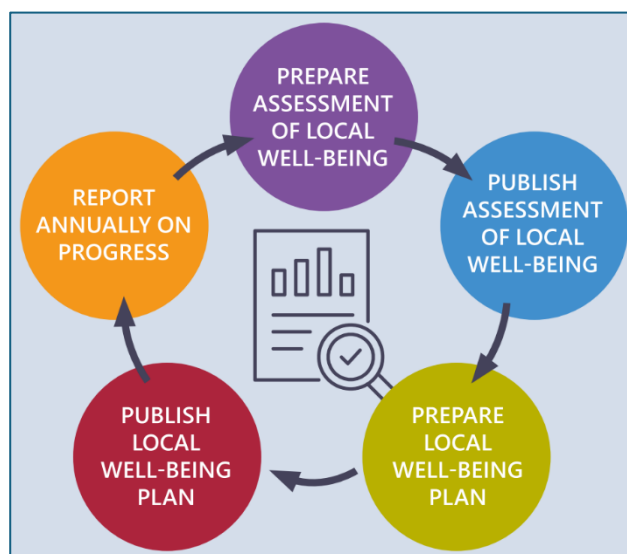 PREPARE
ASSESSMENT
OF LOCAL
WELL-BEING
PUBLISH
ASSESSMENT
OF LOCAL
WELL-BEING
PREPARE
LOCAL
WELL-BEING
PLAN
PUBLISH
LOCAL
WELL-BEING
PLAN
REPORT
ANNUALLY ON
PROGRESS